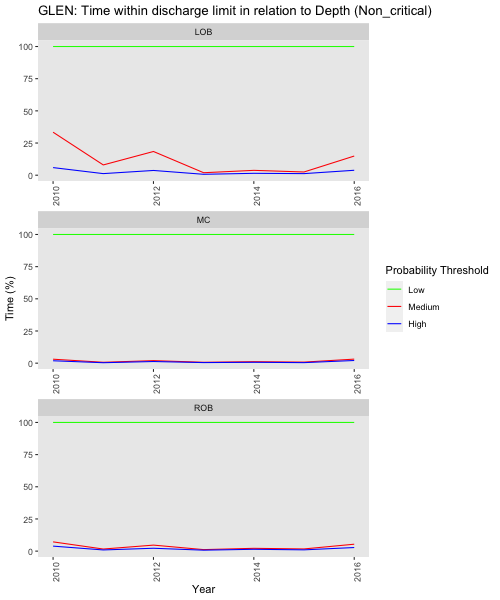 GLEN: Time within discharge limit in relation to Depth (Non_critical)
LOB
100
75
50
25
0
2010
2012
2014
2016
MC
100
75
50
25
0
2010
2012
2014
2016
ROB
100
75
50
25
0
2010
2012
2014
2016
Time (%)
Year
Probability Threshold
Low
Medium
High